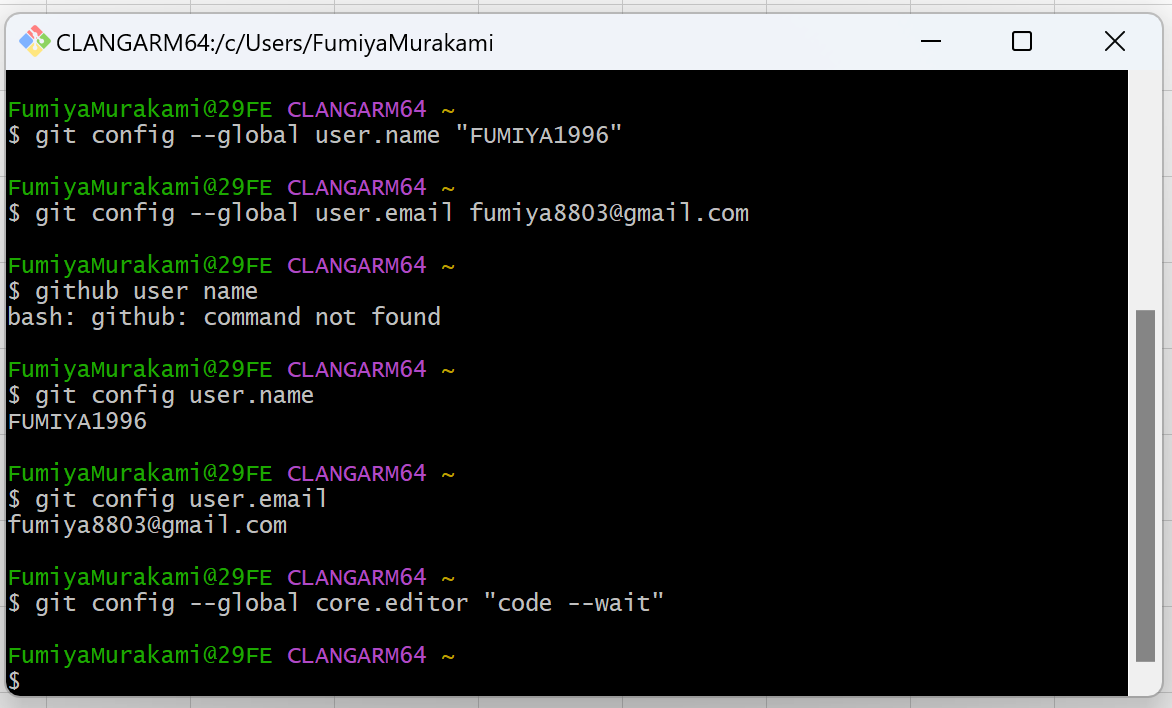 CLANGARM64:/c/Users/FumiyaMurakami
FumiyaMurakami@29FE CLANGARM64 ~
$ git config --global user.name "FUMIYA1996"
FumiyaMurakami@29FE CLANGARM64 ~
$ git config --global user.email fumiya8803@gmail.com
FumiyaMurakami@29FE CLANGARM64 ~
$ github user name
bash: github: command not found
FumiyaMurakami@29FE CLANGARM64 ~
$ git config user.name
FUMIYA1996
FumiyaMurakami@29FE CLANGARM64 ~
$ git config user.email
fumiya8803@gmail.com
FumiyaMurakami@29FE CLANGARM64 ~
$ git config --global core.editor "code --wait"
FumiyaMurakami@29FE CLANGARM64 ~
$